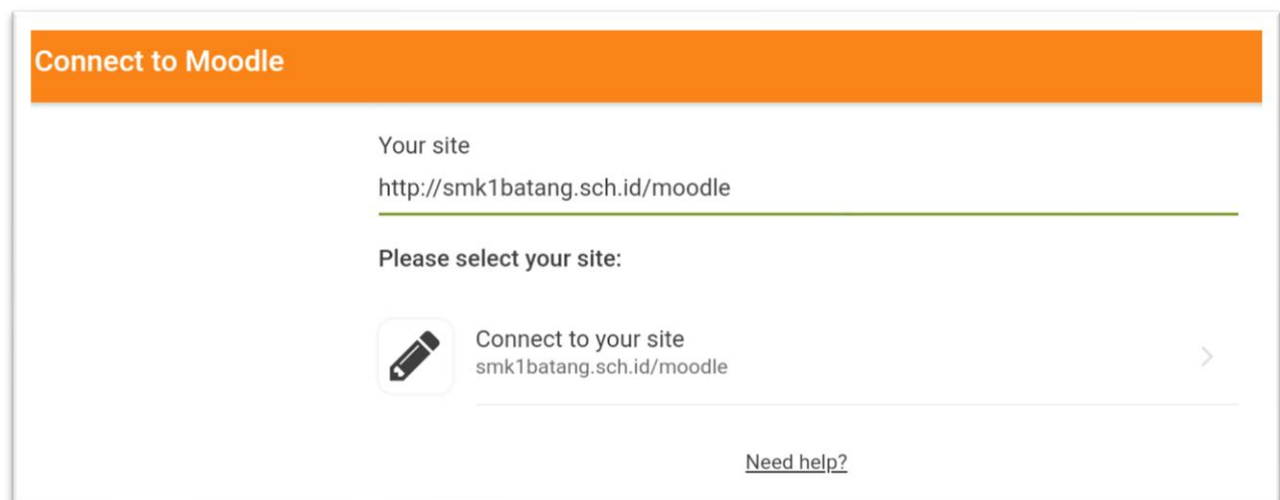 Connect to Moodle
Your site
http://smk1batang.sch.id/moodle
Please select your site:
Connect to your site
smk1batang.sch.id/moodle
Need help?